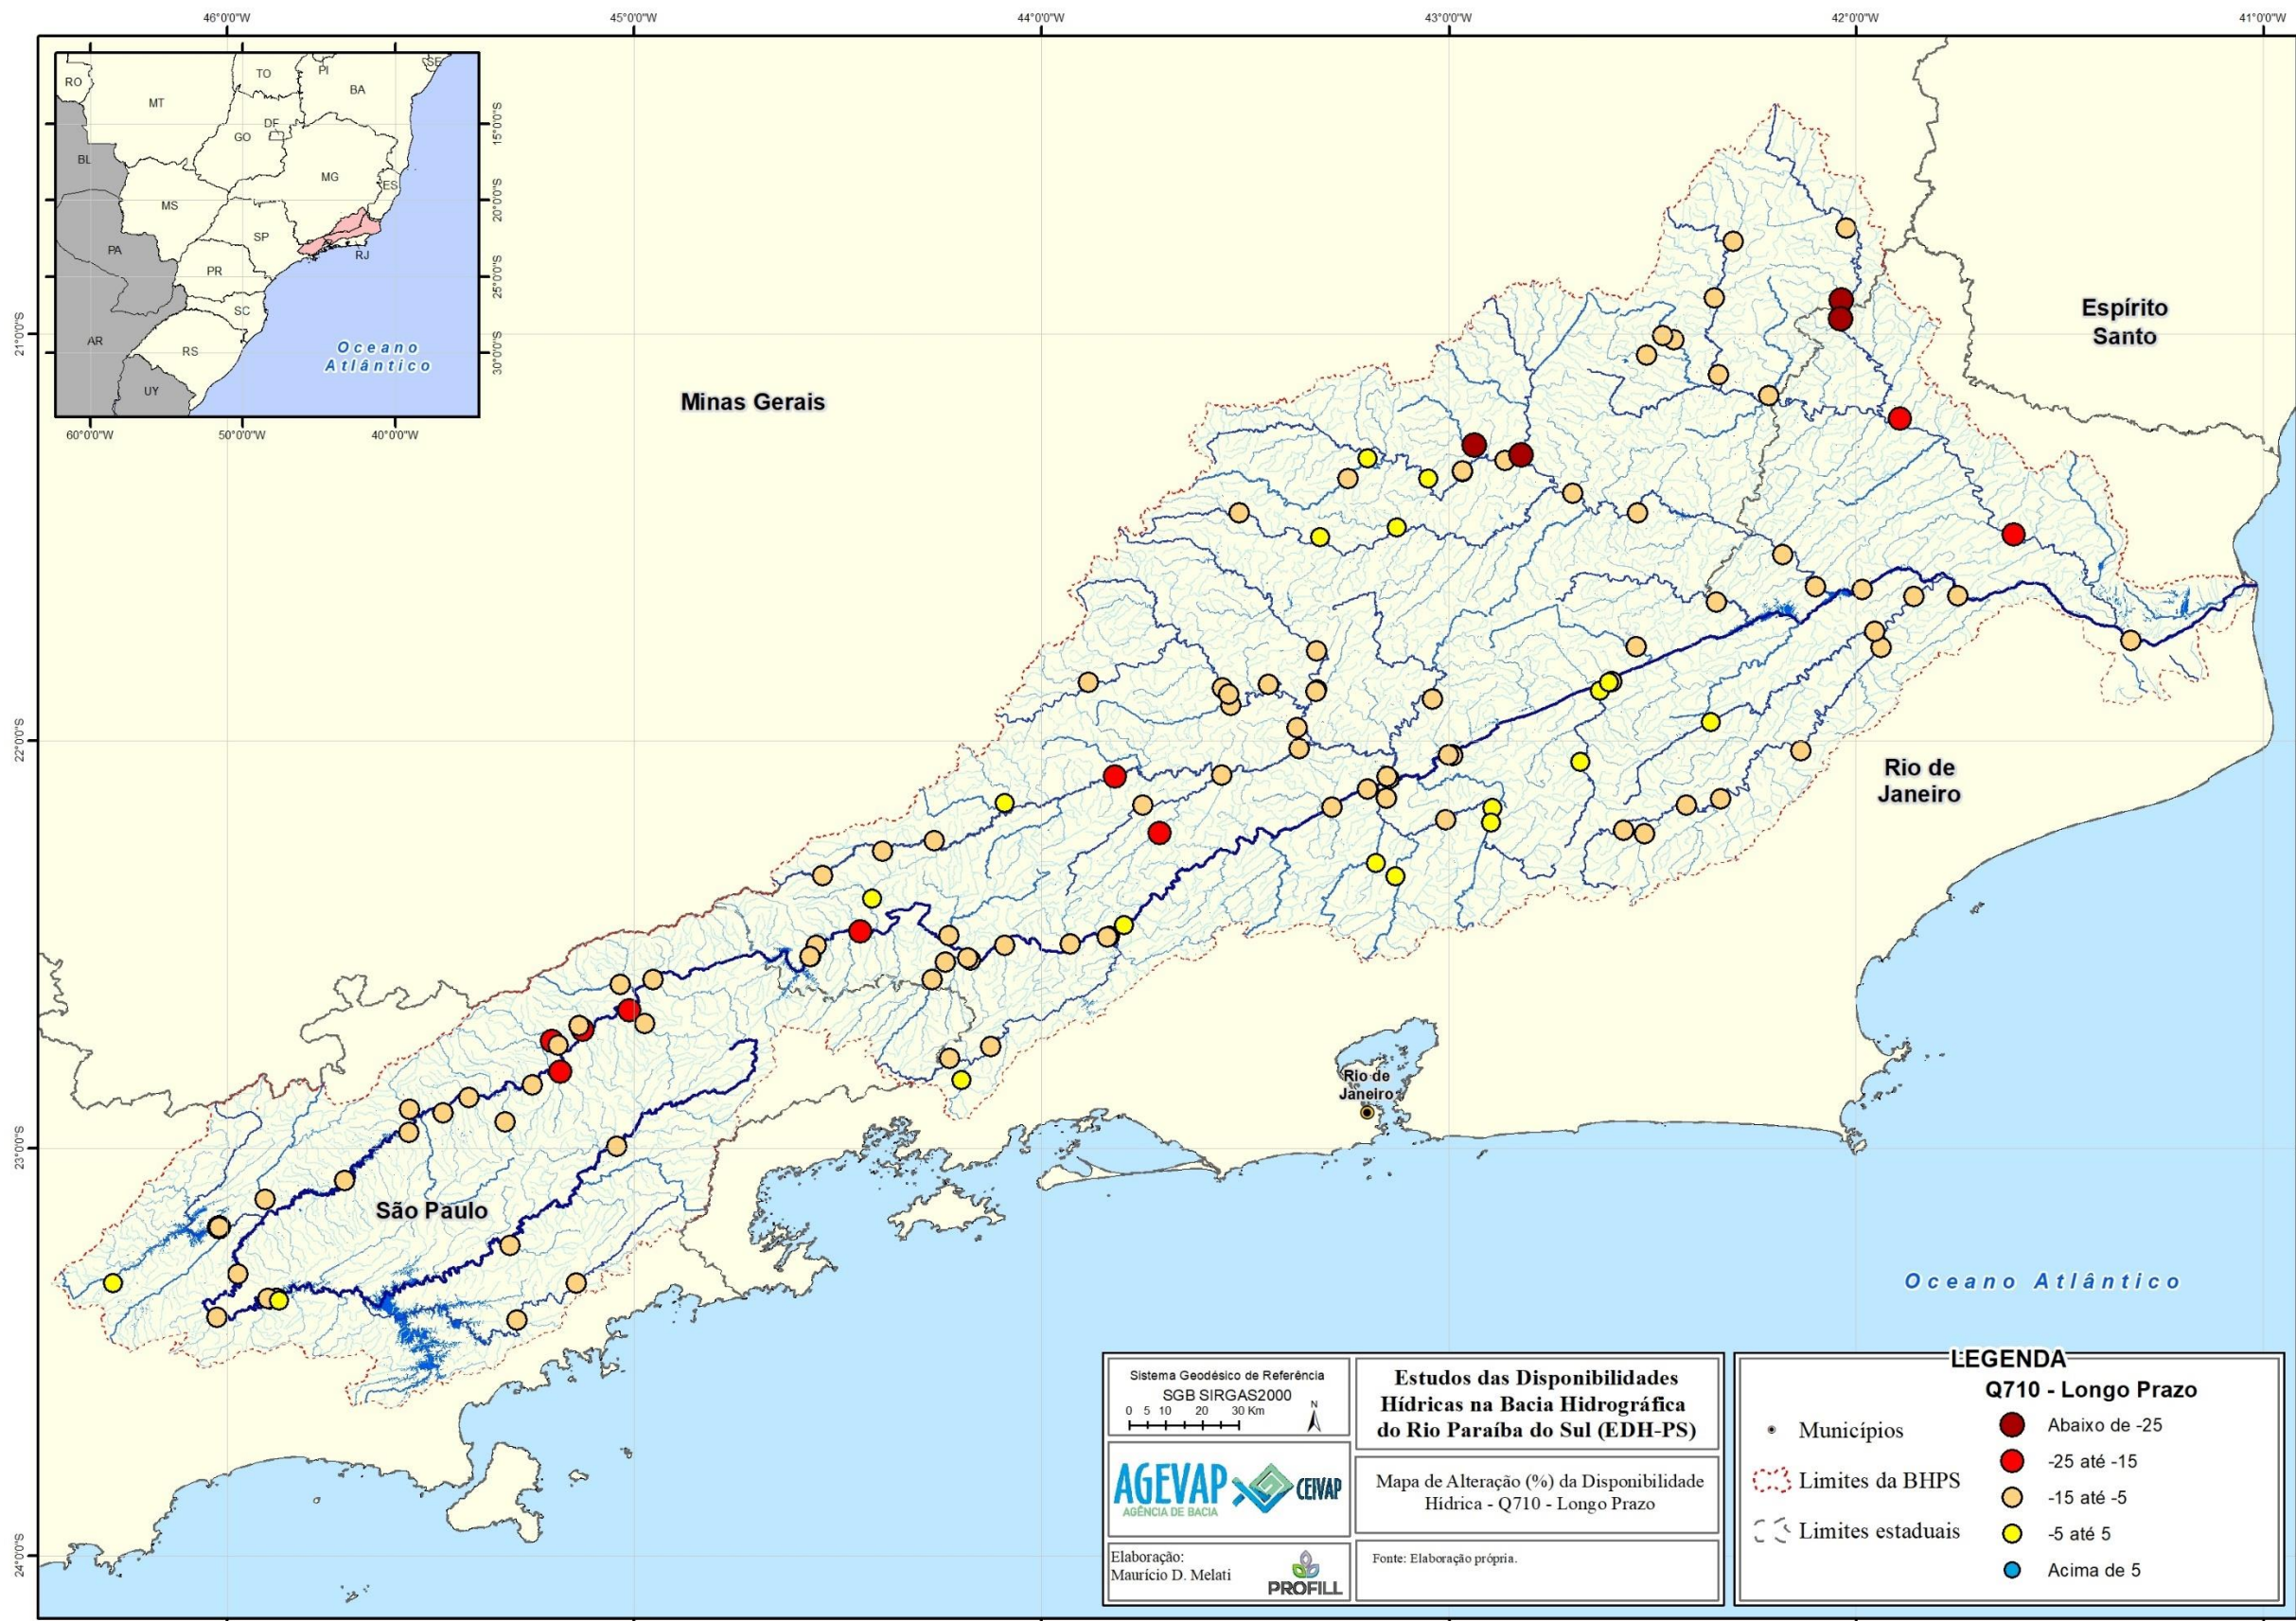 46°0'0"W
45°0'0"W
44°0'0"W
43°0'0"W
42°0'0"W
41°0'0"W
RO
MT
TO
PI
SE
BA
DF
GO
BL
MG
ES
MS
SP
PA
RJ
PR
SC
AR
RS
UY
Oceano
Atlântico
15°0'0"S
20°0'0"S
25°0'0"S
30°0'0"S
60°0'0"W
50°0'0"W
40°0'0"W
21°0'0"S
22°0'0"S
23°0'0"S
24°0'0"S
Minas Gerais
Espírito
Santo
Rio de
Janeiro
Rio de
Janeiro
São Paulo
Oceano Atlântico
Sistema Geodésico de Referência
SGB SIRGAS2000
0 5 10 20 30 Km
N
AGEVAP
AGÊNCIA DE BACIA
CEIVAP
Elaboração:
Maurício D. Melati
PROFILL
Estudos das Disponibilidades
Hídricas na Bacia Hidrográfica
do Rio Paraíba do Sul (EDH-PS)
Mapa de Alteração (%) da Disponibilidade
Hídrica - Q710 - Longo Prazo
Fonte: Elaboração própria.
LEGENDA
Q710 - Longo Prazo
Municípios
Limites da BHPS
Limites estaduais
Abaixo de -25
-25 até -15
-15 até -5
-5 até 5
Acima de 5